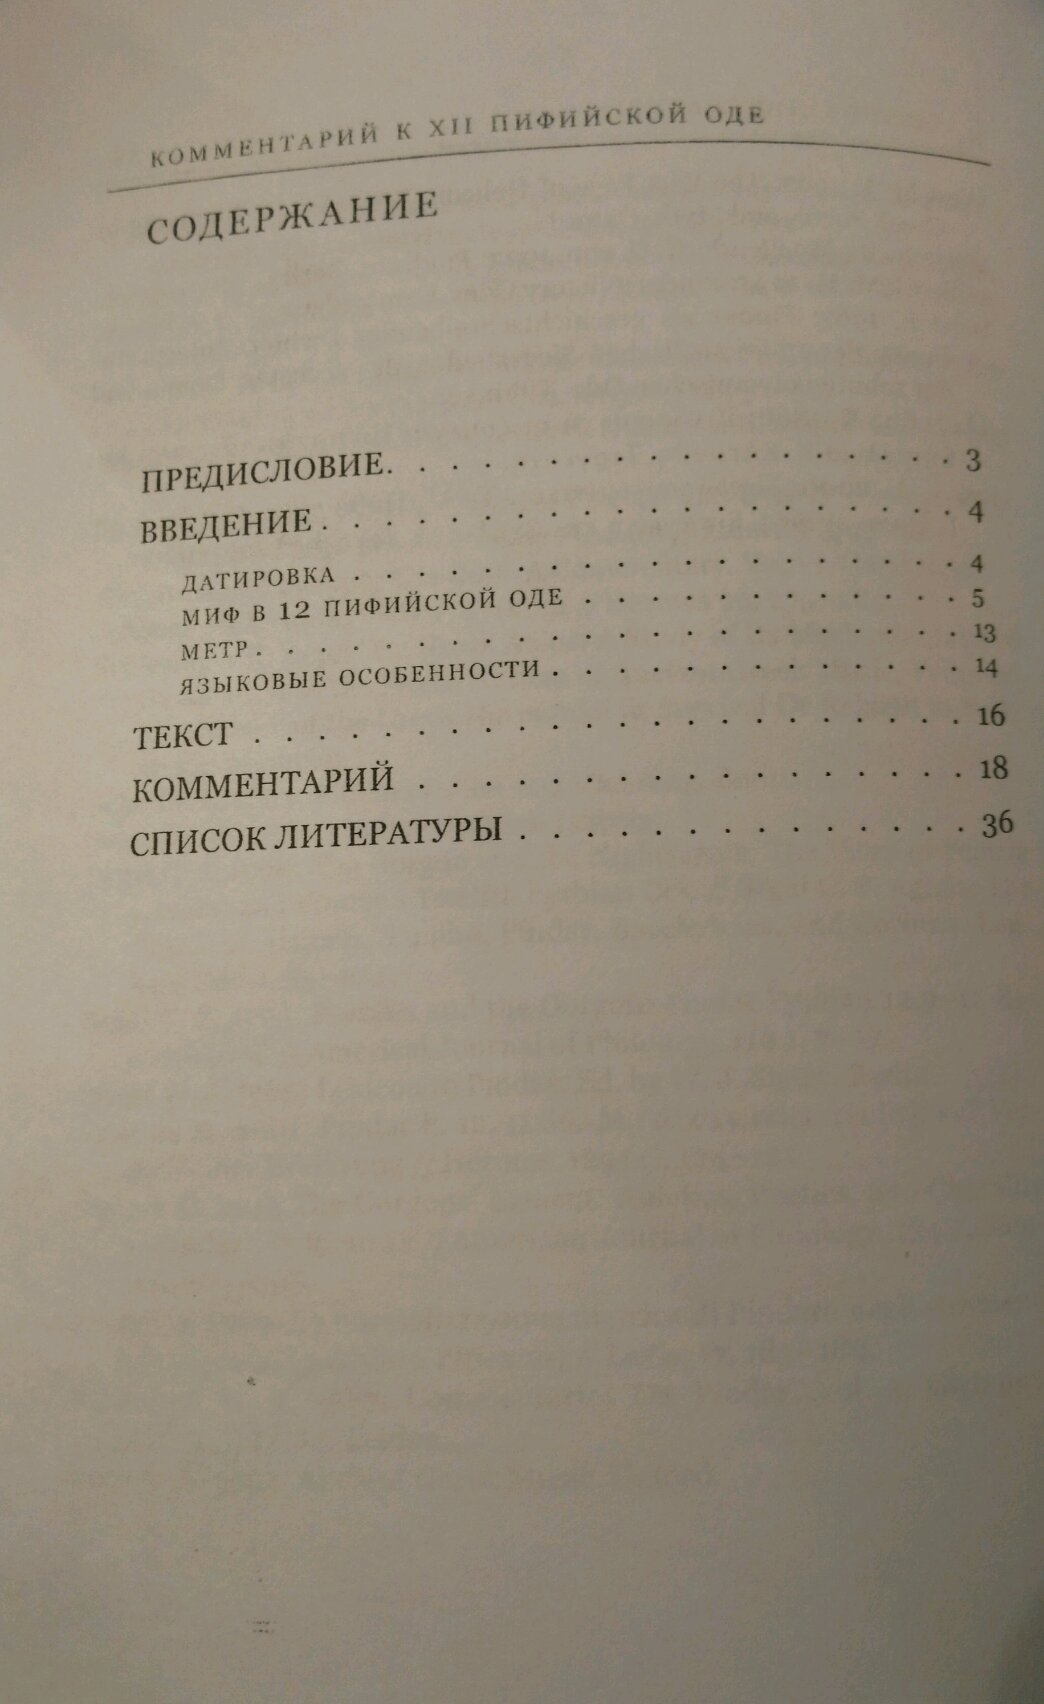 КОММЕНТАРИЙ К XII ПИФИЙСКОЙ ОДЕ
СОДЕРЖАНИЕ
ПРЕДИСЛОВИЕ. . . . . . . . . . . . . . . . . . 3
ВВЕДЕНИЕ . . . . . . . . . . . . . . . . . . . . 4
ДАТИРОВКА . . . . . . . . . . . . . . . . . . . 4
МИФ В 12 ПИФИЙСКОЙ ОДЕ . . . . . . . . . . . . 5
МЕТР . . . . . . . . . . . . . . . . . . . . . . 13
ЯЗЫКОВЫЕ ОСОБЕННОСТИ . . . . . . . . . . . . . 14
ТЕКСТ . . . . . . . . . . . . . . . . . . . . . . 16
КОММЕНТАРИЙ . . . . . . . . . . . . . . . . . 18
СПИСОК ЛИТЕРАТУРЫ . . . . . . . . . . . . . . 36